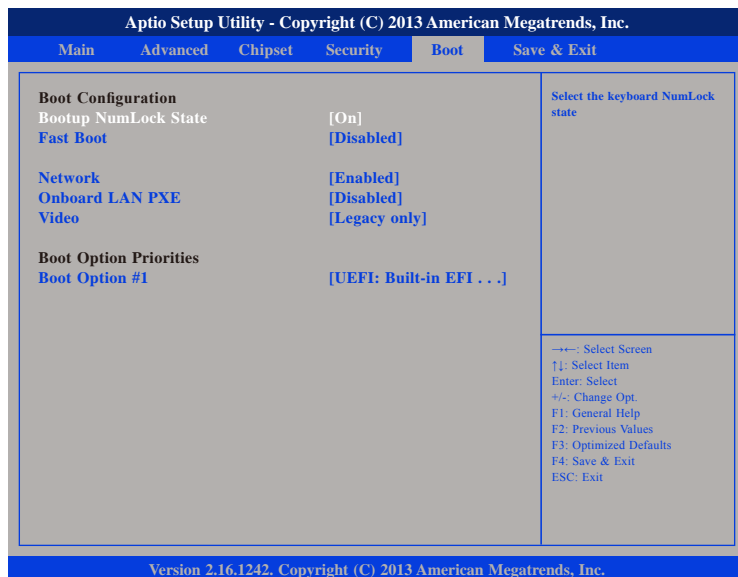 Aptio Setup Utility - Copyright (C) 2013 American Megatrends, Inc.
Main Advanced Chipset Security Boot Save & Exit
Boot Configuration
Bootup NumLock State [On]
Fast Boot [Disabled]
Network [Enabled]
Onboard LAN PXE [Disabled]
Video [Legacy only]
Boot Option Priorities
Boot Option #1 [UEFI: Built-in EFI . . .]
Select the keyboard NumLock
state
→←: Select Screen
↑↓: Select Item
Enter: Select
+/-: Change Opt.
F1: General Help
F2: Previous Values
F3: Optimized Defaults
F4: Save & Exit
ESC: Exit
Version 2.16.1242. Copyright (C) 2013 American Megatrends, Inc.